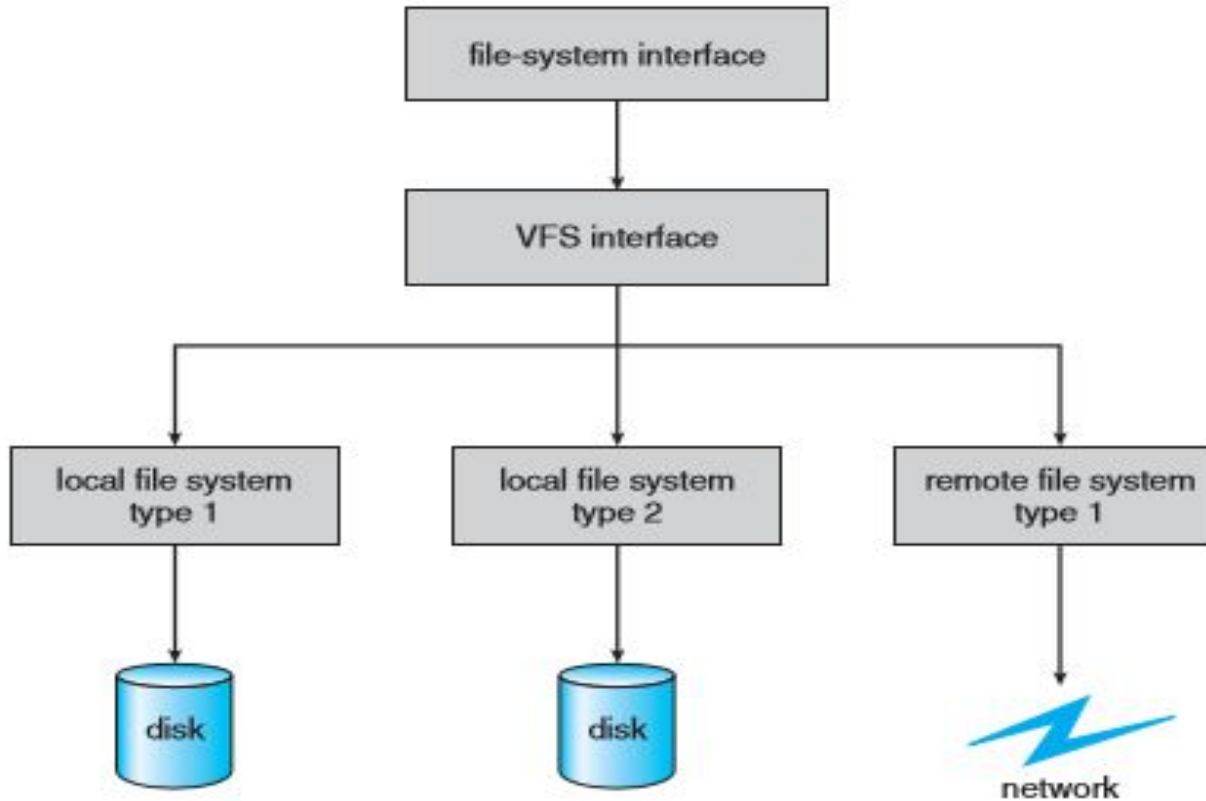 file-system interface
VFS interface
local file system
type 1
local file system
type 2
remote file system
type 1
disk
disk
network